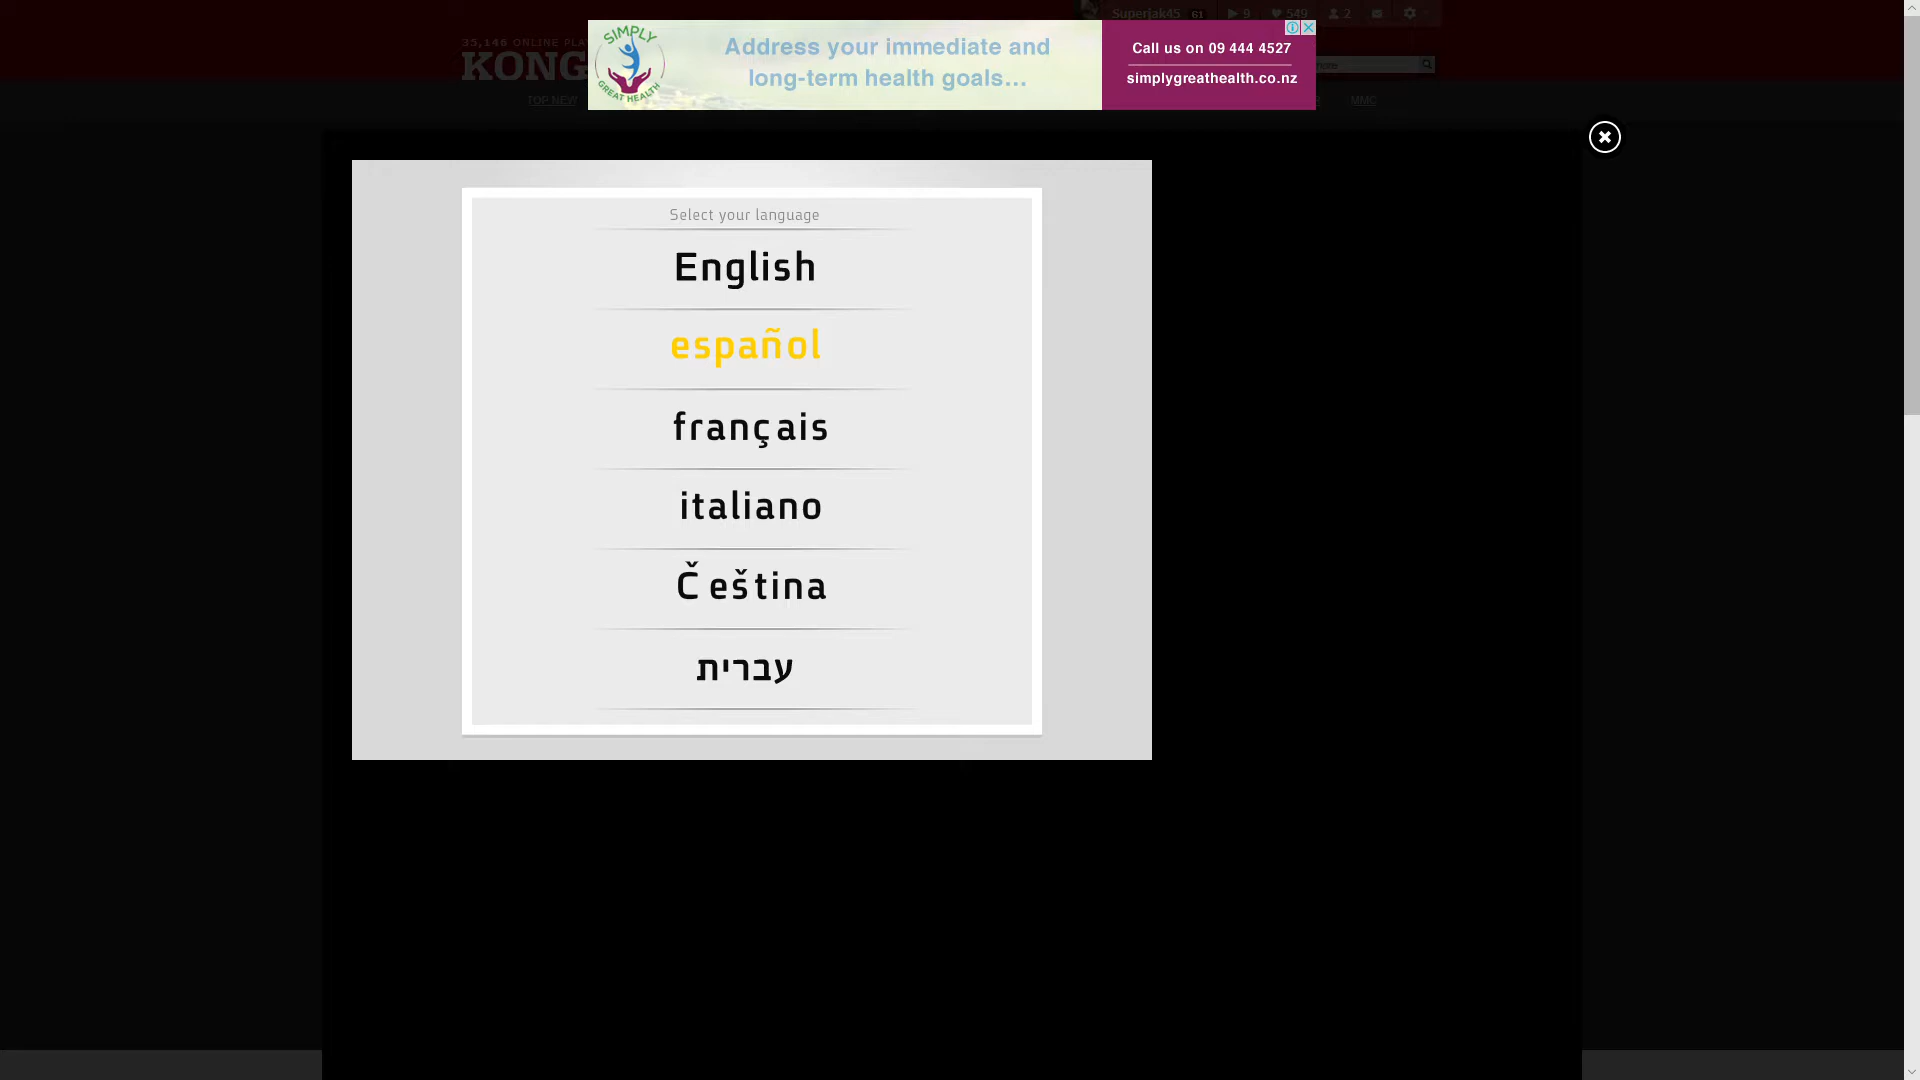 Superjak45 61 9 549 2
35,146 ONLINE PLA
KONG
SIMPLY GREAT HEALTH
Address your immediate and
long-term health goals...
Call us on 09 444 4527
simplygreathealth.co.nz
TOP NEW
MMO
Select your language
English
español
français
italiano
Čeština
עברית